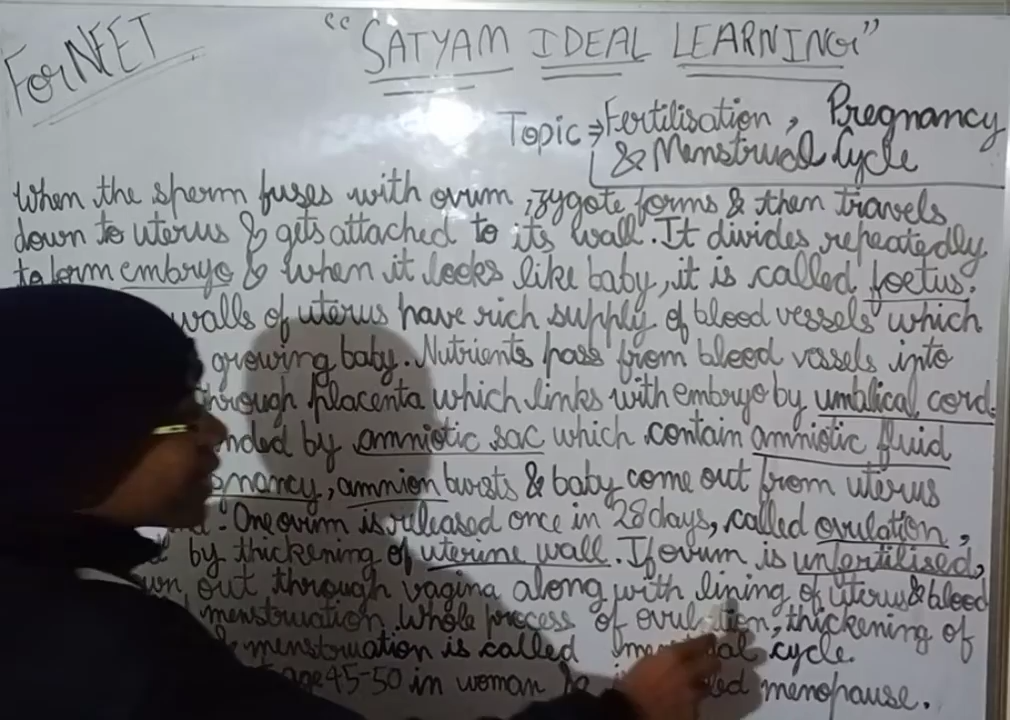 For NEET
"SATYAM IDEAL LEARNING"
Topic ⇒ Fertilisation, Pregnancy
& Menstrual Cycle
When the sperm fuses with ovum, zygote forms & then travels
down to uterus & gets attached to its wall. It divides repeatedly
to form embryo & when it looks like baby, it is called foetus.
walls of uterus have rich supply of blood vessels which
growing baby. Nutrients pass from blood vessels into
through placenta which links with embryo by umblical cord.
nded by amniotic sac which contain amniotic fluid
gnancy, amnion bursts & baby come out from uterus
One ovum is released once in 28 days, called ovulation,
by thickening of uterine wall. If ovum is unfertilised,
wn out through vagina along with lining of uterus & blood
menstruation. Whole process of ovulation, thickening of
menstruation is called cycle.
age 45-50 in woman menopause.